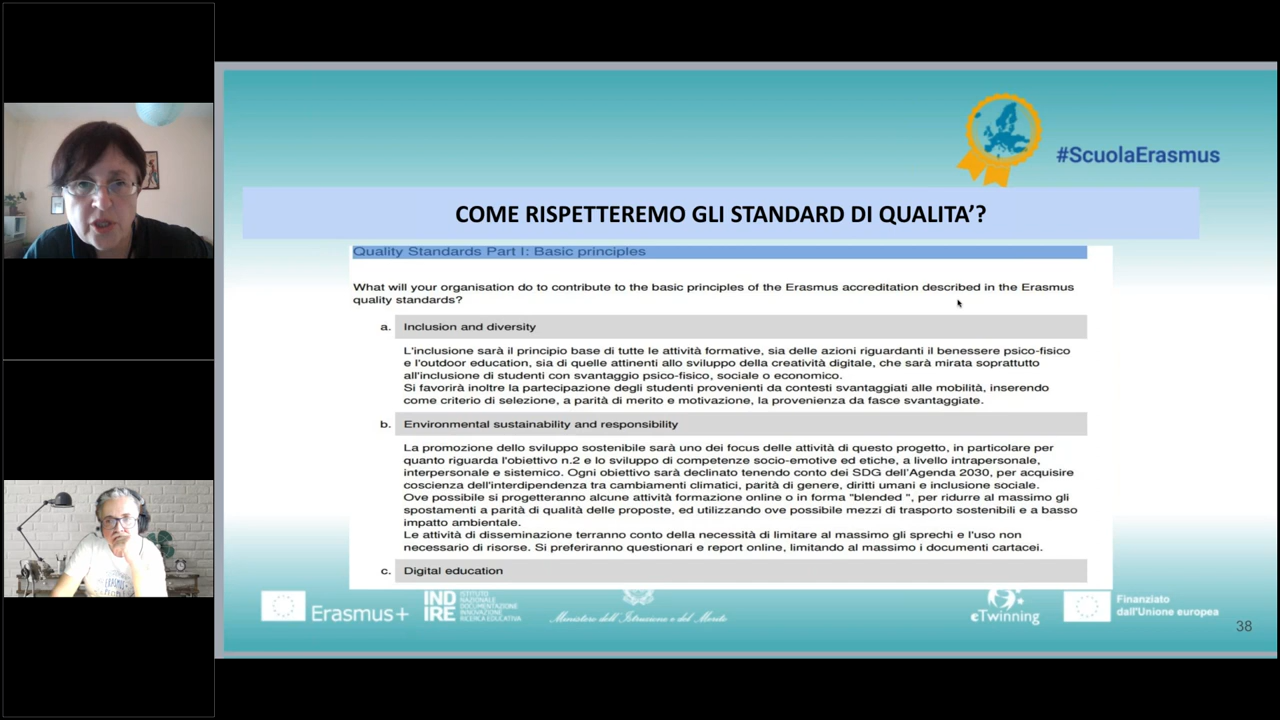 #ScuolaErasmus
COME RISPETTEREMO GLI STANDARD DI QUALITA'?
Quality Standards Part I: Basic principles
What will your organisation do to contribute to the basic principles of the Erasmus accreditation described in the Erasmus
quality standards?
a. Inclusion and diversity
L'inclusione sarà il principio base di tutte le attività formative, sia delle azioni riguardanti il benessere psico-fisico
e l'outdoor education, sia di quelle attinenti allo sviluppo della creatività digitale, che sarà mirata soprattutto
all'inclusione di studenti con svantaggio psico-fisico, sociale o economico.
Si favorirà inoltre la partecipazione degli studenti provenienti da contesti svantaggiati alle mobilità, inserendo
come criterio di selezione, a parità di merito e motivazione, la provenienza da fasce svantaggiate.
b. Environmental sustainability and responsibility
La promozione dello sviluppo sostenibile sarà uno dei focus delle attività di questo progetto, in particolare per
quanto riguarda l'obiettivo n.2 e lo sviluppo di competenze socio-emotive ed etiche, a livello intrapersonale,
interpersonale e sistemico. Ogni obiettivo sarà declinato tenendo conto dei SDG dell'Agenda 2030, per acquisire
coscienza dell'interdipendenza tra cambiamenti climatici, parità di genere, diritti umani e inclusione sociale.
Ove possibile si progetteranno alcune attività formazione online o in forma "blended ", per ridurre al massimo gli
spostamenti a parità di qualità delle proposte, ed utilizzando ove possibile mezzi di trasporto sostenibili e a basso
impatto ambientale.
Le attività di disseminazione terranno conto della necessità di limitare al massimo gli sprechi e l'uso non
necessario di risorse. Si preferiranno questionari e report online, limitando al massimo i documenti cartacei.
c. Digital education
Erasmus+
INDIRE
ISTITUTO
NAZIONALE
DOCUMENTAZIONE
INNOVAZIONE
RICERCA EDUCATIVA
Ministero dell'Istruzione e del Merito
eTwinning
Finanziato
dall'Unione europea
38